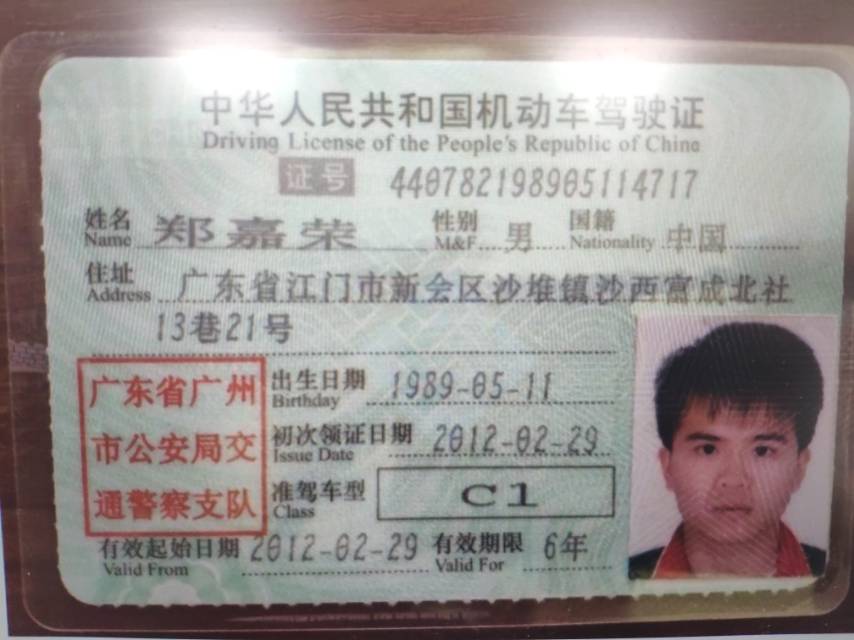 中华人民共和国机动车驾驶证
Driving License of the People's Republic of China
证号 440782198905114717
姓名 郑嘉荣 性别 男 国籍 中国
Name M&F Nationality
住址 广东省江门市新会区沙堆镇沙西富成北社
Address
13巷21号
广东省广州
市公安局交
通警察支队
出生日期 1989-05-11
Birthday
初次领证日期 2012-02-29
Issue Date
准驾车型 C1
Class
有效起始日期 2012-02-29 有效期限 6年
Valid From Valid For